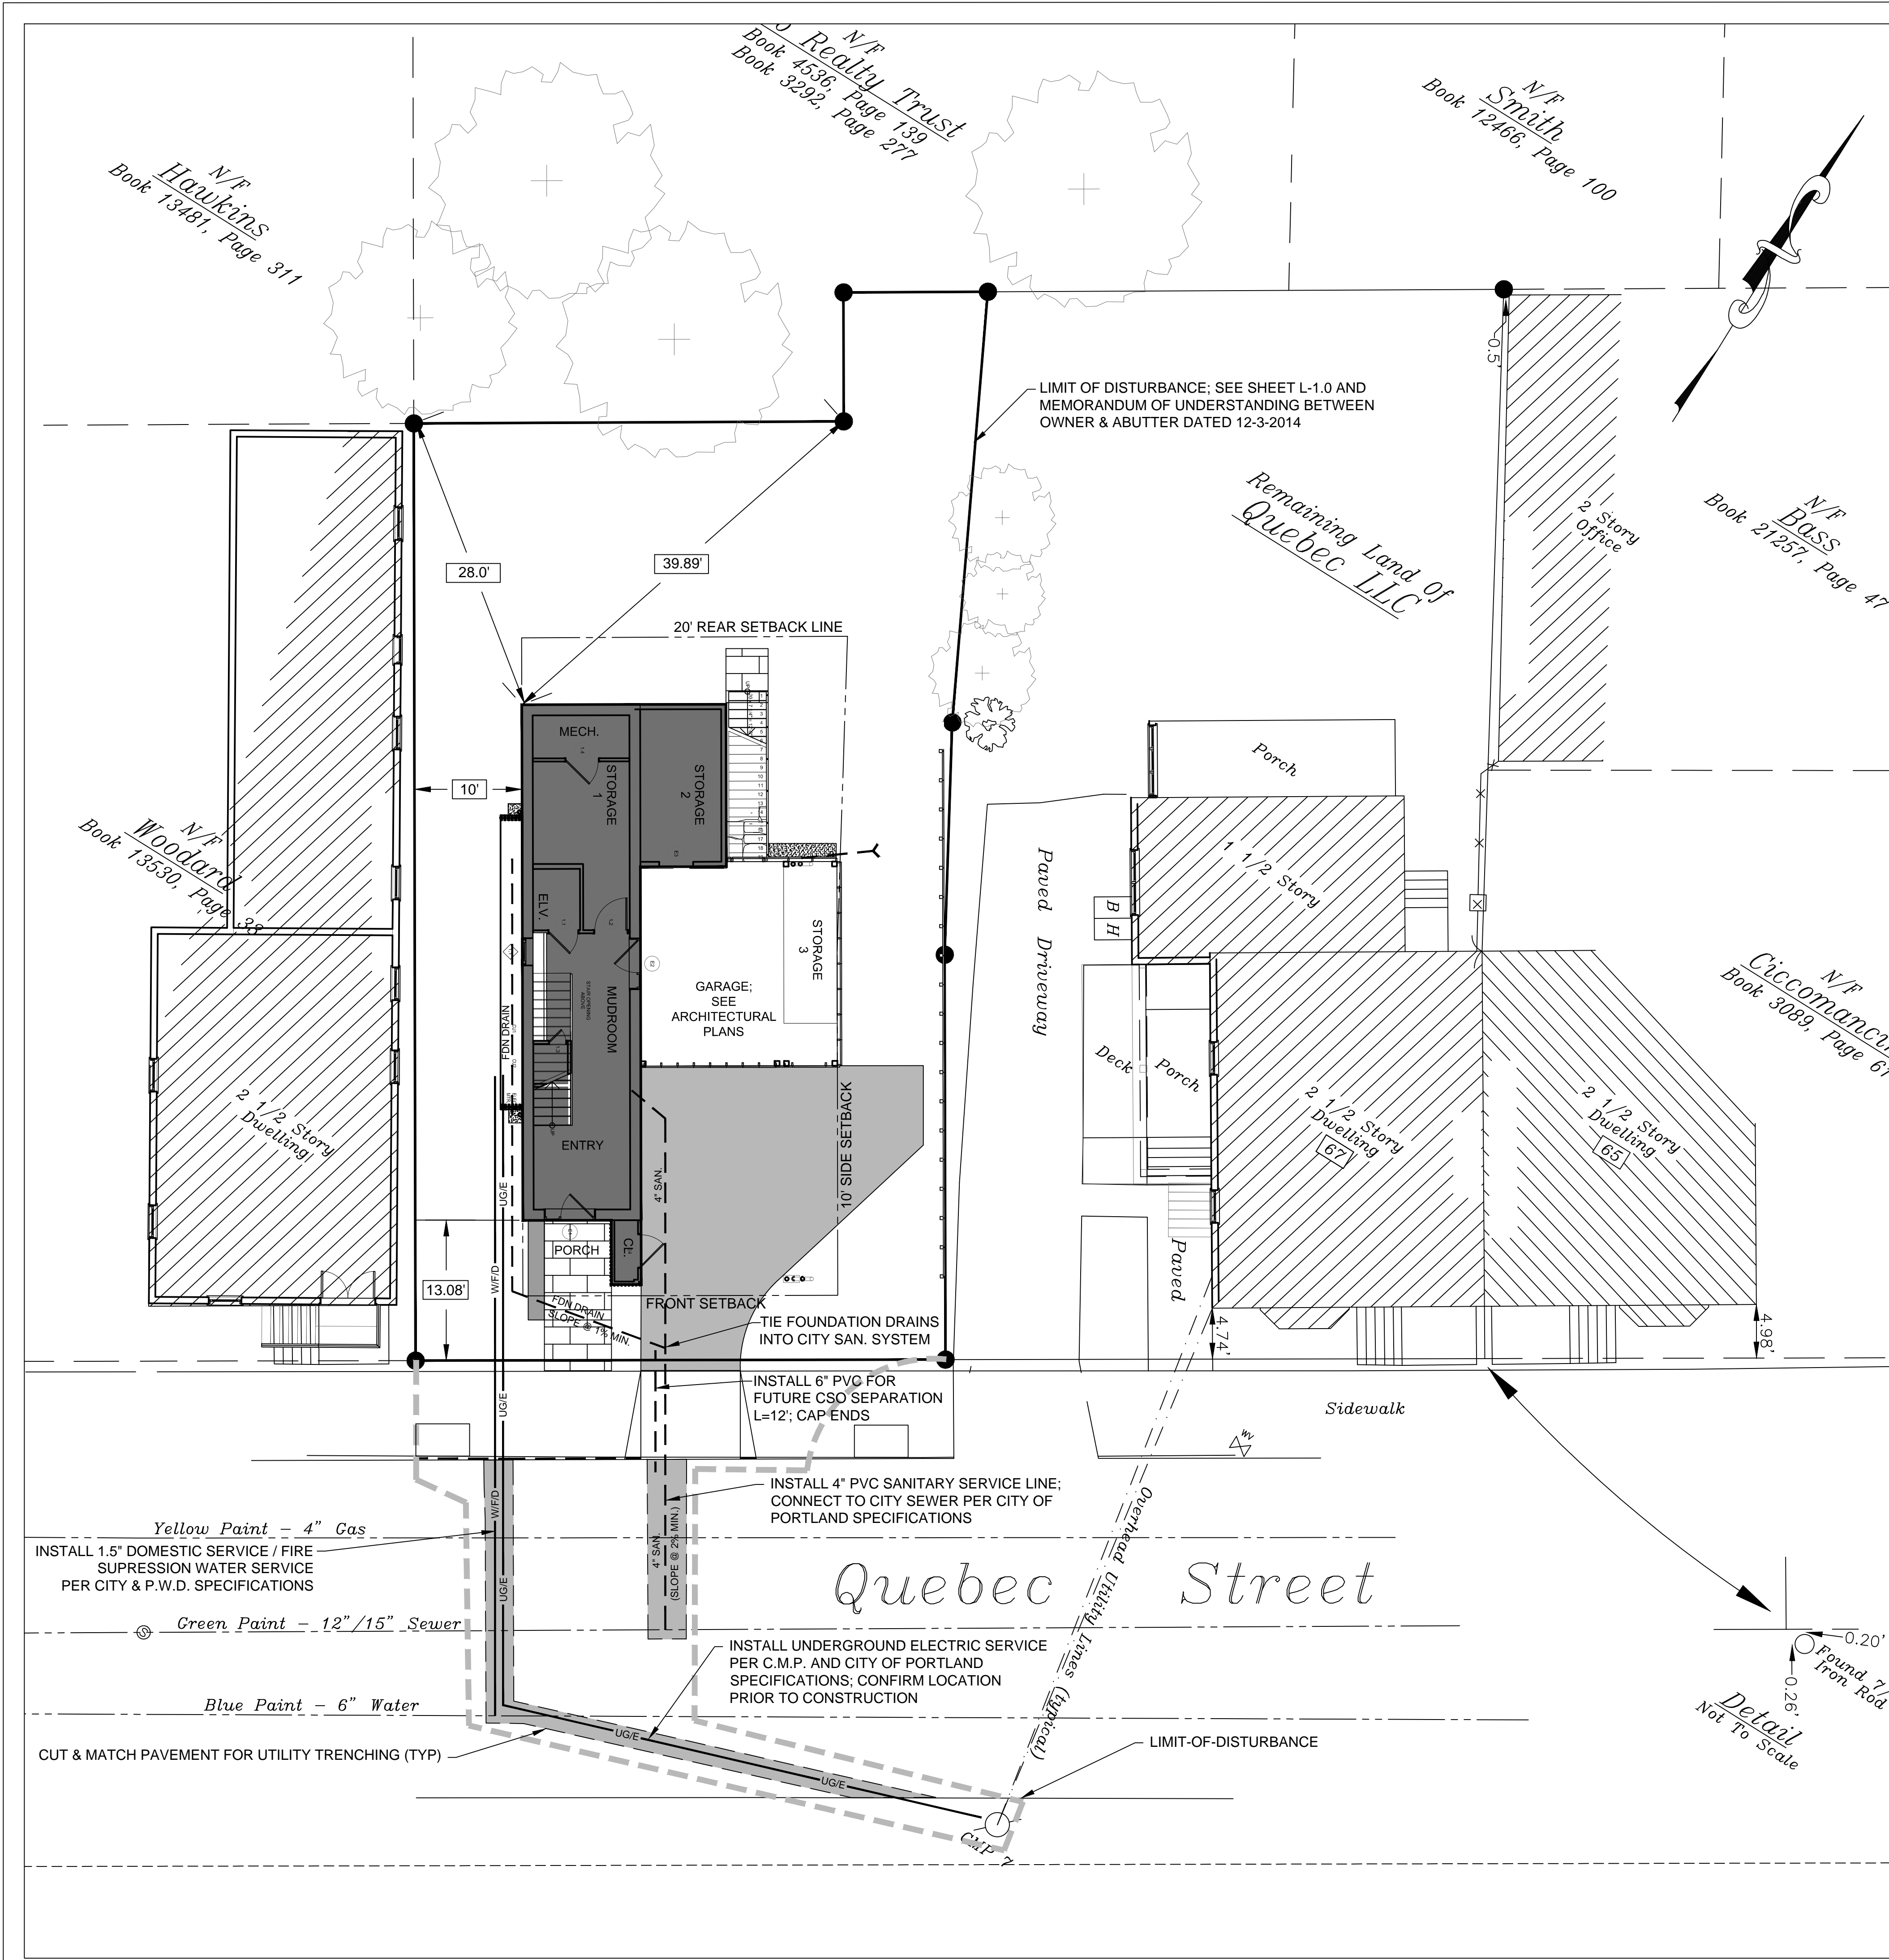 N/F
Realty Trust
Book 4536, Page 139
Book 3292, Page 277
N/F
Smith
Book 12466, Page 100
N/F
Hawkins
Book 13481, Page 311
0.5'
LIMIT OF DISTURBANCE; SEE SHEET L-1.0 AND
MEMORANDUM OF UNDERSTANDING BETWEEN
OWNER & ABUTTER DATED 12-3-2014
Remaining Land Of
Quebec LLC
2 Story
Office
N/F
Bass
Book 21257, Page 47
28.0'
39.89'
20' REAR SETBACK LINE
MECH.
STORAGE
1
STORAGE
2
10'
N/F
Woodard
Book 13530, Page 38
ELV.
STORAGE
3
GARAGE;
SEE
ARCHITECTURAL
PLANS
MUDROOM
STAIR OPENING
ABOVE
FDN DRAIN
ENTRY
UP
Porch
1 1/2 Story
B H
Paved Driveway
Deck
Porch
2 1/2 Story
Dwelling
67
2 1/2 Story
Dwelling
65
N/F
Book 3089, Page
2 1/2 Story
Dwelling
UG/E
W/F/D
4" SAN.
10' SIDE SETBACK
PORCH
CL.
13.08'
FDN DRAIN
SLOPE @ 1% MIN.
FRONT SETBACK
TIE FOUNDATION DRAINS
INTO CITY SAN. SYSTEM
Paved
4.74'
4.98'
INSTALL 6" PVC FOR
FUTURE CSO SEPARATION
L=12'; CAP ENDS
UG/E
Sidewalk
WV
INSTALL 4" PVC SANITARY SERVICE LINE;
CONNECT TO CITY SEWER PER CITY OF
PORTLAND SPECIFICATIONS
W/F/D
Yellow Paint - 4" Gas
INSTALL 1.5" DOMESTIC SERVICE / FIRE
SUPRESSION WATER SERVICE
PER CITY & P.W.D. SPECIFICATIONS
UG/E
4" SAN.
(SLOPE @ 2% MIN.)
Quebec Street
Overhead Utility Lines (typical)
S
Green Paint - 12"/15" Sewer
INSTALL UNDERGROUND ELECTRIC SERVICE
PER C.M.P. AND CITY OF PORTLAND
SPECIFICATIONS; CONFIRM LOCATION
PRIOR TO CONSTRUCTION
0.20'
Found 7/
Iron Rod
0.26'
Detail
Not To Scale
Blue Paint - 6" Water
UG/E
CUT & MATCH PAVEMENT FOR UTILITY TRENCHING (TYP)
LIMIT-OF-DISTURBANCE
UG/E
CMP 7